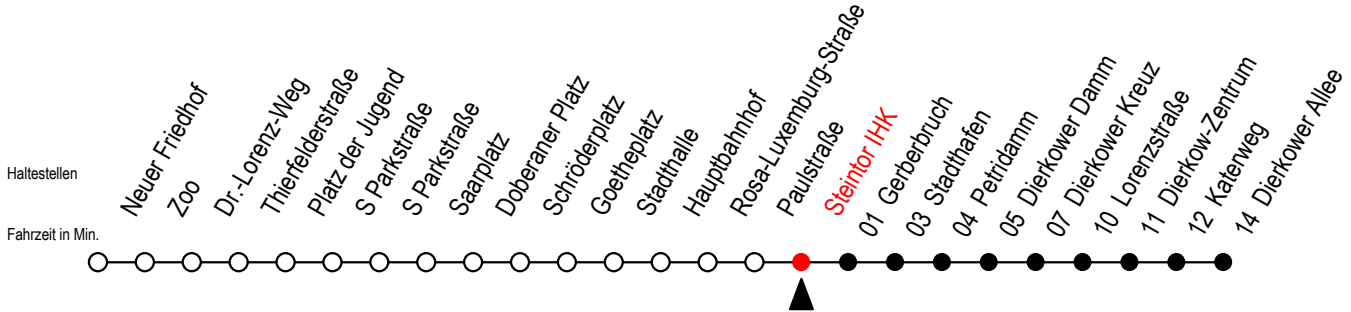 Haltestellen
Fahrzeit in Min.
Neuer Friedhof
Zoo
Dr.-Lorenz-Weg
Thienfelderstraße
Platz der Jugend
S Parkstraße
S Parkstraße
Saarplatz
Doberaner Platz
Schröderplatz
Goetheplatz
Stadthalle
Hauptbahnhof
Rosa-Luxemburg-Straße
Paulstraße
Steintor IHK
01 Gerberbruch
03 Stadthafen
04 Petridamm
05 Dierkower Damm
07 Dierkower Kreuz
10 Lorenzstraße
11 Dierkow-Zentrum
12 Katerweg
14 Dierkower Allee